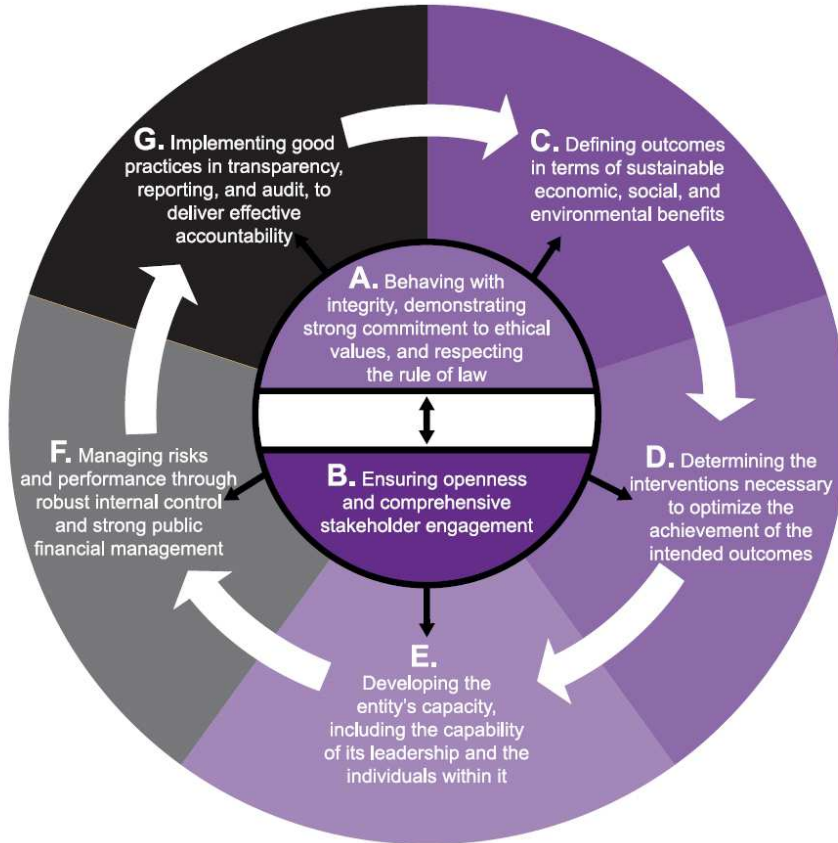 A. Behaving with
integrity, demonstrating
strong commitment to ethical
values, and respecting
the rule of law
B. Ensuring openness
and comprehensive
stakeholder engagement
C. Defining outcomes
in terms of sustainable
economic, social, and
environmental benefits
D. Determining the
interventions necessary
to optimize the
achievement of the
intended outcomes
E.
Developing the
entity's capacity,
including the capability
of its leadership and the
individuals within it
F. Managing risks
and performance through
robust internal control
and strong public
financial management
G. Implementing good
practices in transparency,
reporting, and audit, to
deliver effective
accountability